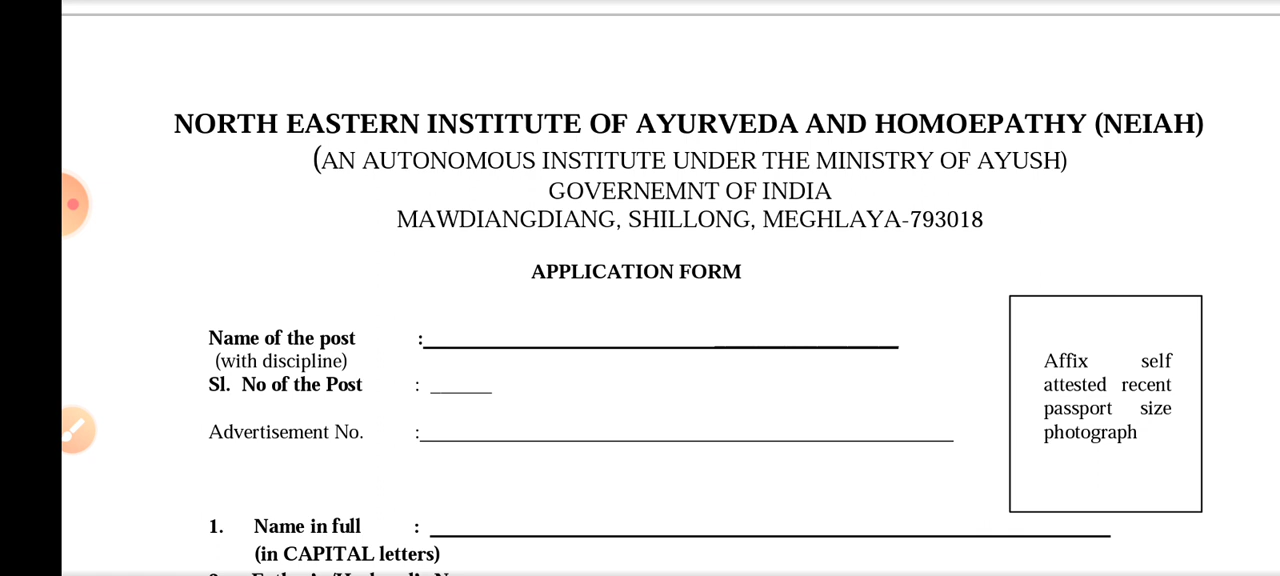 NORTH EASTERN INSTITUTE OF AYURVEDA AND HOMOEPATHY (NEIAH)
(AN AUTONOMOUS INSTITUTE UNDER THE MINISTRY OF AYUSH)
GOVERNEMNT OF INDIA
MAWDIANGDIANG, SHILLONG, MEGHLAYA-793018
APPLICATION FORM
Name of the post :
(with discipline)
Sl. No of the Post :
Advertisement No. :
Affix self
attested recent
passport size
photograph
1. Name in full :
(in CAPITAL letters)